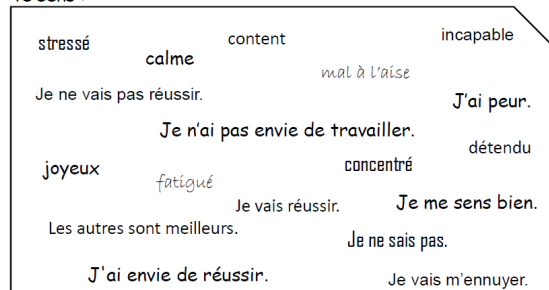 stressé
content
incapable
calme
mal à l'aise
Je ne vais pas réussir.
J'ai peur.
Je n'ai pas envie de travailler.
détendu
joyeux
concentré
fatigué
Je vais réussir.
Je me sens bien.
Les autres sont meilleurs.
Je ne sais pas.
J'ai envie de réussir.
Je vais m'ennuyer.